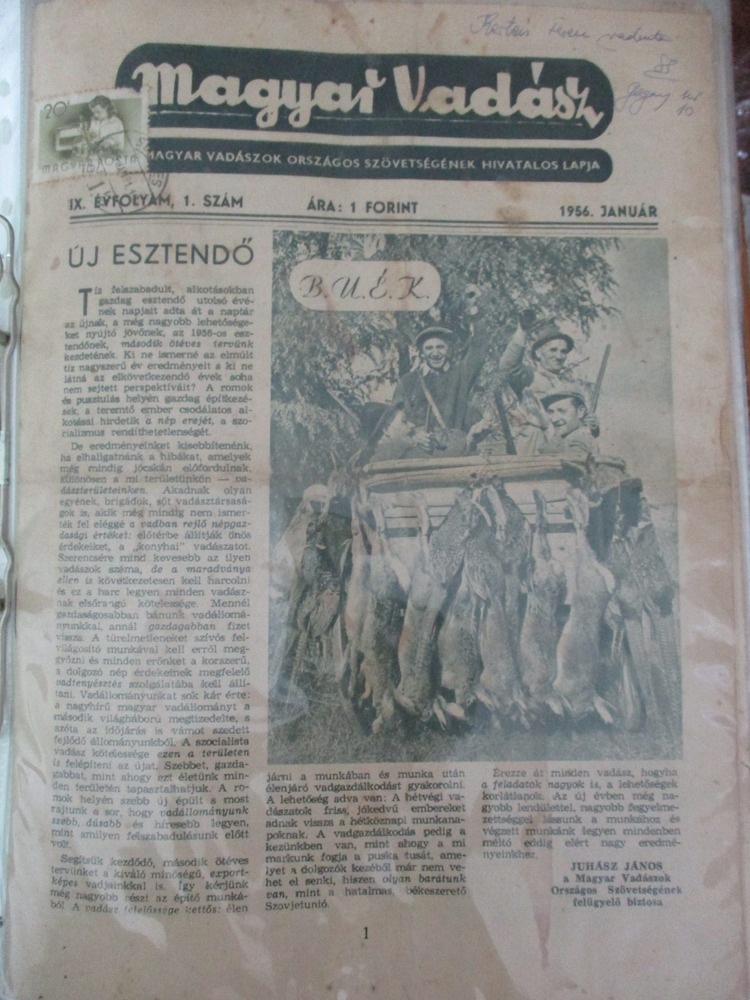 Magyar Vadász
20f
MAGYAR POSTA
MAGYAR VADÁSZOK ORSZÁGOS SZÖVETSÉGÉNEK HIVATALOS LAPJA
IX. ÉVFOLYAM, 1. SZÁM ÁRA: 1 FORINT 1956. JANUÁR
ÚJ ESZTENDŐ
B. U. É. K.
Tíz felszabadult, alkotásokban
gazdag esztendő utolsó évé-
nek napjait adta át a naptár
az újnak, a még nagyobb lehetősége-
ket nyújtó jövőnek, az 1956-os esz-
tendőnek, második ötéves tervünk
kezdetének. Ki ne ismerné az elmúlt
tíz nagyszerű év eredményeit s ki ne
látná az elkövetkezendő évek soha
nem sejtett perspektíváit? A romok
és pusztulás helyén gazdag építkezé-
sek, a teremtő ember csodálatos al-
kotásai hirdetik a nép erejét, a szo-
cializmus rendíthetetlenségét.
De eredményeinket kisebbítenénk,
ha elhallgatnánk a hibákat, amelyek
még mindig jócskán előfordulnak,
különösen a mi területünkön — va-
dászterületeinken. Akadnak olyan
egyének, brigádok, sőt vadásztársasá-
gok is, akik még mindig nem ismer-
ték fel eléggé a vadban rejlő népgaz-
dasági értéket: előtérbe állítják önös
érdekeiket, a „konyhai" vadászatot.
Szerencsére mind kevesebb az ilyen
vadászok száma, de a maradványa
ellen is következetesen kell harcolni
és ez a harc legyen minden vadász-
nak elsőrangú kötelessége. Mennél
gazdaságosabban bánunk vadálloma-
nyunkkal, annál gazdagabban fizet
vissza. A türelmetleneket szívós fel-
világosító munkával kell erről meg-
győzni és minden erőnket a korszerű,
a dolgozó nép érdekeinek megfelelő
vadtenyésztés szolgálatába kell állí-
tani. Vadállományunkat sok kár érte:
a nagyhírű magyar vadállományt a
második világháború megtizedelte, s
azóta az időjárás is vámot szedett
fejlődő állományunkból. A szocialista
vadász kötelessége ezen a területen
is felépíteni az újat. Szebbet, gazda-
gabbat, mint ahogy ezt életünk min-
den területén tapasztalhatjuk. A ro-
mok helyén szebb új épült s most
rajtunk a sor, hogy vadállományunk
szebb, dúsabb és híresebb legyen,
mint amilyen felszabadulásunk előtt
volt.
Segítsük kezdődő, második ötéves
tervünket a kiváló minőségű, export-
képes vadjainkkal is. Így kérjünk
még nagyobb részt az építő munká-
ból A vadász felelőssége kettős: élen
járni a munkában és munka után
élenjáró vadgazdálkodást gyakorolni.
A lehetőség adva van: A hétvégi va-
dászatok friss, jókedvű embereket
adnak vissza a hétköznapi munkana-
poknak. A vadgazdálkodás pedig a
kezünkben van, mint ahogy a mi
markunk fogja a puska tusát, ame-
lyet a dolgozók kezéből már nem ve-
het el senki, hiszen olyan barátunk
van, mint a hatalmas, békeszerető
Szovjetunió.
Érezze át minden vadász, hogyha
a feladatok nagyok is, a lehetőségek
korlátlanok. Az új évben még na-
gyobb lendülettel, nagyobb fegyelme-
zettséggel lássunk a munkához és
végzett munkánk legyen mindenben
méltó eddig elért nagy eredmé-
nyeinkhez.
JUHÁSZ JÁNOS
a Magyar Vadászok
Országos Szövetségének
felügyelő biztosa
1